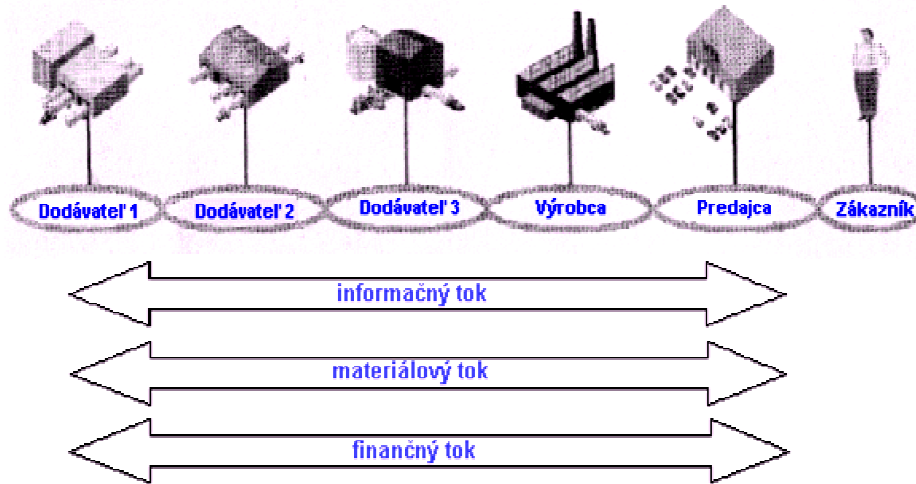 Dodávateľ 1
Dodávateľ 2
Dodávateľ 3
Výrobca
Predajca
Zákazník
informačný tok
materiálový tok
finančný tok